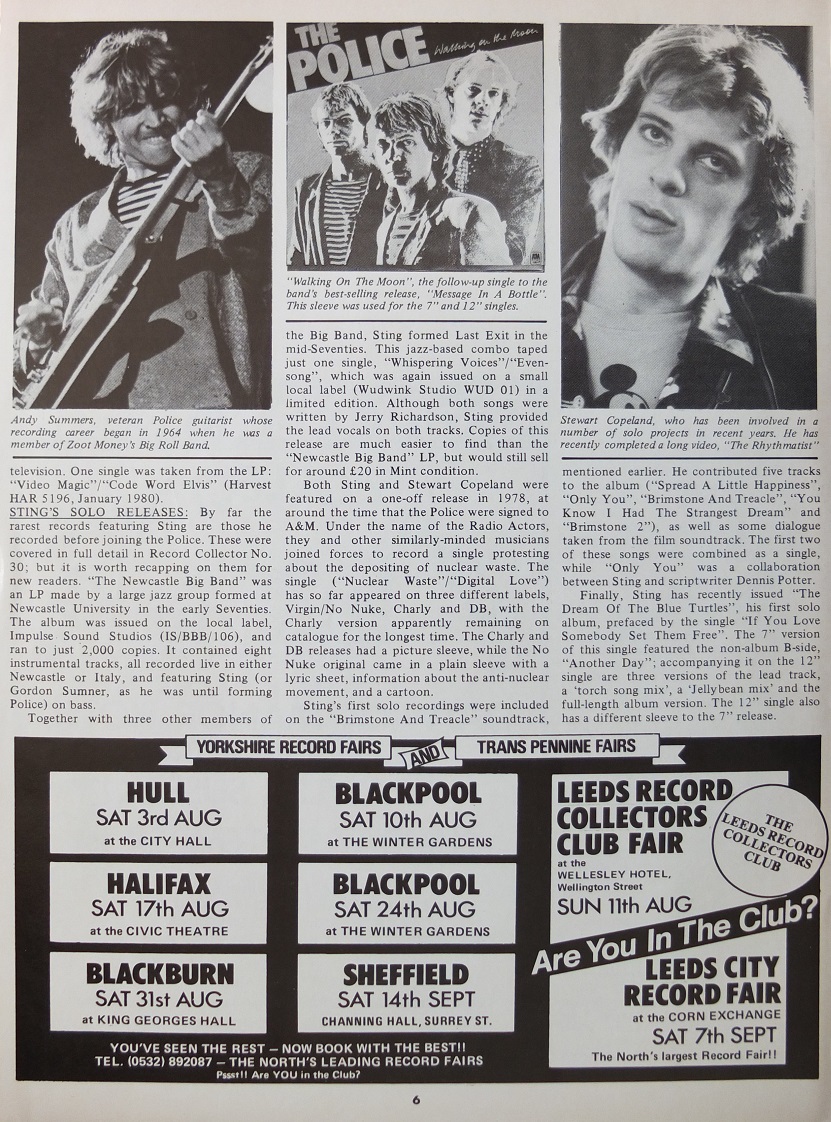 THE
POLICE
Walking on the Moon
"Walking On The Moon", the follow-up single to the
band's best-selling release, "Message In A Bottle".
This sleeve was used for the 7" and 12" singles.
Andy Summers, veteran Police guitarist whose
recording career began in 1964 when he was a
member of Zoot Money's Big Roll Band.
Stewart Copeland, who has been involved in a
number of solo projects in recent years. He has
recently completed a long video, "The Rhythmatist"
television. One single was taken from the LP:
"Video Magic"/"Code Word Elvis" (Harvest
HAR 5196, January 1980).
STING'S SOLO RELEASES: By far the
rarest records featuring Sting are those he
recorded before joining the Police. These were
covered in full detail in Record Collector No.
30; but it is worth recapping on them for
new readers. "The Newcastle Big Band" was
an LP made by a large jazz group formed at
Newcastle University in the early Seventies.
The album was issued on the local label,
Impulse Sound Studios (IS/BBB/106), and
ran to just 2,000 copies. It contained eight
instrumental tracks, all recorded live in either
Newcastle or Italy, and featuring Sting (or
Gordon Sumner, as he was until forming
Police) on bass.
Together with three other members of
the Big Band, Sting formed Last Exit in the
mid-Seventies. This jazz-based combo taped
just one single, "Whispering Voices"/"Even-
song", which was again issued on a small
local label (Wudwink Studio WUD 01) in a
limited edition. Although both songs were
written by Jerry Richardson, Sting provided
the lead vocals on both tracks. Copies of this
release are much easier to find than the
"Newcastle Big Band" LP, but would still sell
for around £20 in Mint condition.
Both Sting and Stewart Copeland were
featured on a one-off release in 1978, at
around the time that the Police were signed to
A&M. Under the name of the Radio Actors,
they and other similarly-minded musicians
joined forces to record a single protesting
about the depositing of nuclear waste. The
single ("Nuclear Waste"/"Digital Love")
has so far appeared on three different labels,
Virgin/No Nuke, Charly and DB, with the
Charly version apparently remaining on
catalogue for the longest time. The Charly and
DB releases had a picture sleeve, while the No
Nuke original came in a plain sleeve with a
lyric sheet, information about the anti-nuclear
movement, and a cartoon.
Sting's first solo recordings were included
on the "Brimstone And Treacle" soundtrack,
mentioned earlier. He contributed five tracks
to the album ("Spread A Little Happiness",
"Only You", "Brimstone And Treacle", "You
Know I Had The Strangest Dream" and
"Brimstone 2"), as well as some dialogue
taken from the film soundtrack. The first two
of these songs were combined as a single,
while "Only You" was a collaboration
between Sting and scriptwriter Dennis Potter.
Finally, Sting has recently issued "The
Dream Of The Blue Turtles", his first solo
album, prefaced by the single "If You Love
Somebody Set Them Free". The 7" version
of this single featured the non-album B-side,
"Another Day"; accompanying it on the 12"
single are three versions of the lead track,
a 'torch song mix', a 'Jellybean mix' and the
full-length album version. The 12" single also
has a different sleeve to the 7" release.
YORKSHIRE RECORD FAIRS AND TRANS PENNINE FAIRS
HULL
SAT 3rd AUG
at the CITY HALL
BLACKPOOL
SAT 10th AUG
at THE WINTER GARDENS
HALIFAX
SAT 17th AUG
at the CIVIC THEATRE
BLACKPOOL
SAT 24th AUG
at THE WINTER GARDENS
BLACKBURN
SAT 31st AUG
at KING GEORGES HALL
SHEFFIELD
SAT 14th SEPT
CHANNING HALL, SURREY ST.
LEEDS RECORD
COLLECTORS
CLUB FAIR
at the
WELLESLEY HOTEL,
Wellington Street
SUN 11th AUG
THE
LEEDS RECORD
COLLECTORS
CLUB
Are You In The Club?
LEEDS CITY
RECORD FAIR
at the CORN EXCHANGE
SAT 7th SEPT
The North's largest Record Fair!!
YOU'VE SEEN THE REST – NOW BOOK WITH THE BEST!!
TEL. (0532) 892087 – THE NORTH'S LEADING RECORD FAIRS
Pssst!! Are YOU in the Club?
6